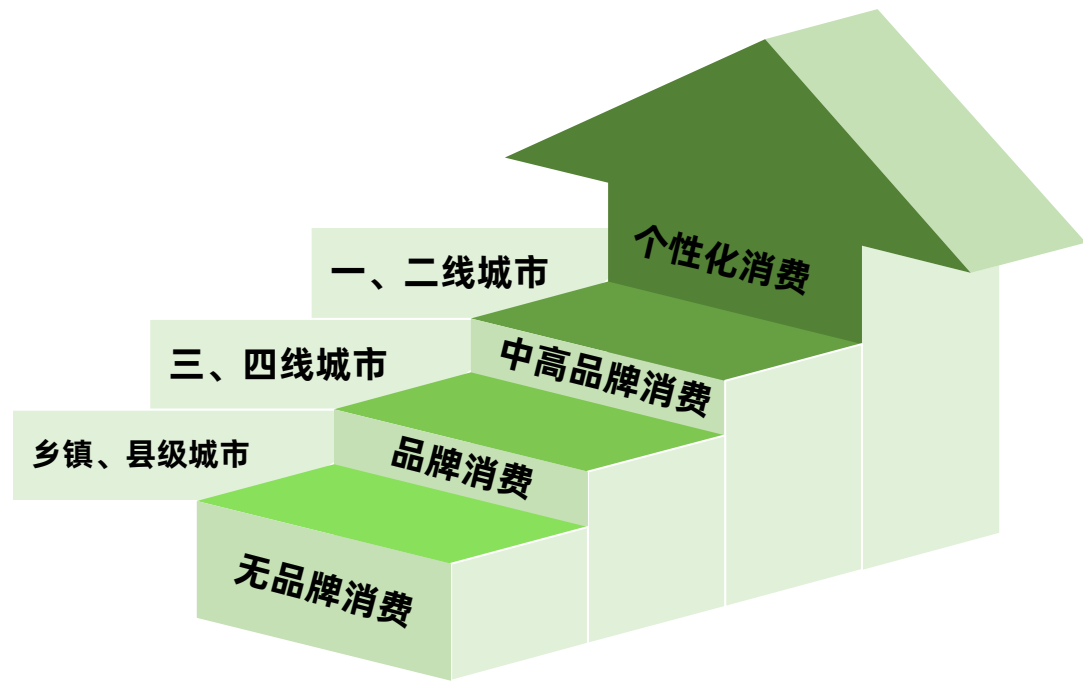 个性化消费
一、二线城市
中高品牌消费
三、四线城市
品牌消费
乡镇、县级城市
无品牌消费